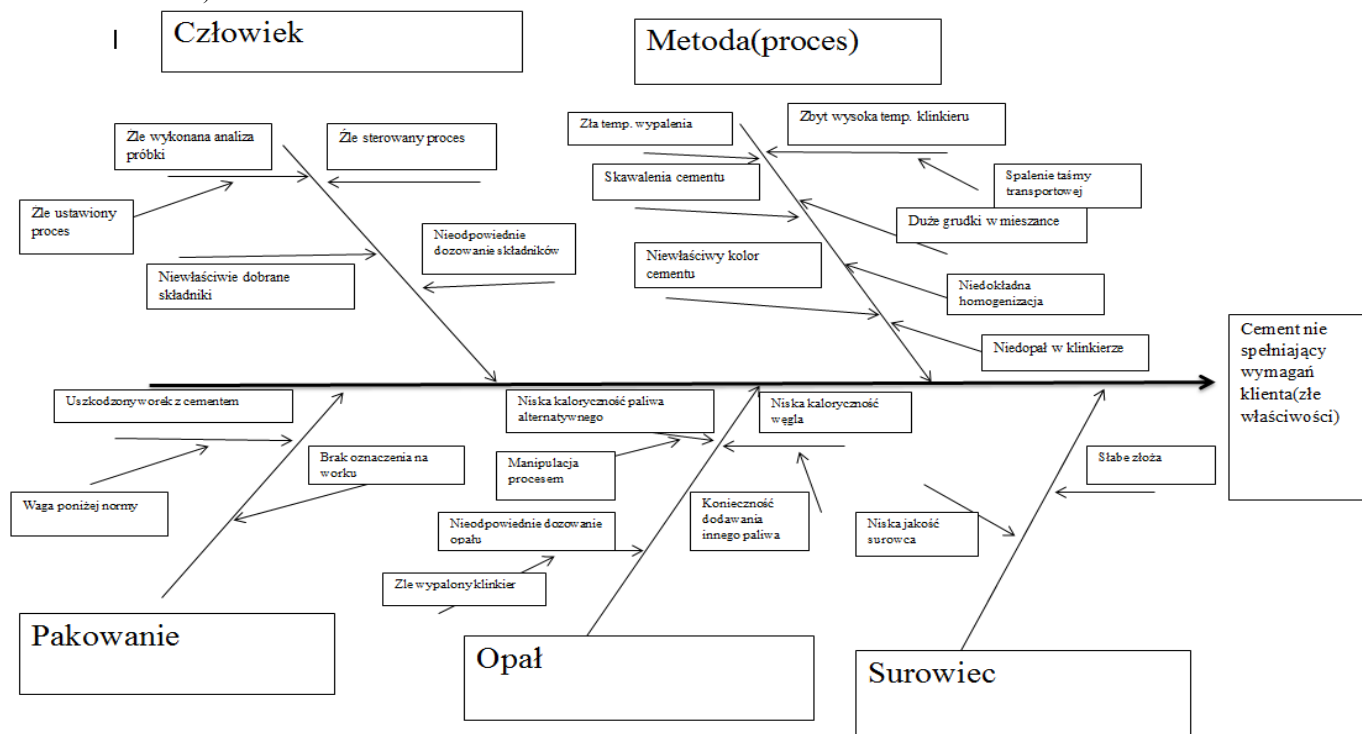 Człowiek
Metoda(proces)
Źle wykonana analiza
próbki
Źle sterowany proces
Zła temp. wypalenia
Zbyt wysoka temp. klinkieru
Skawalenia cementu
Spalenie taśmy
transportowej
Źle ustawiony
proces
Nieodpowiednie
dozowanie składników
Duże grudki w mieszance
Niewłaściwie dobrane
składniki
Niewłaściwy kolor
cementu
Niedokładna
homogenizacja
Niedopał w klinkierze
Cement nie
spełniający
wymagań
klienta(złe
właściwości)
Uszkodzony worek z cementem
Niska kaloryczność paliwa
alternatywnego
Niska kaloryczność
węgla
Brak oznaczenia na
worku
Manipulacja
procesem
Słabe złoża
Waga poniżej normy
Nieodpowiednie dozowanie
opału
Konieczność
dodawania
innego paliwa
Niska jakość
surowca
Zle wypalony klinkier
Pakowanie
Opał
Surowiec